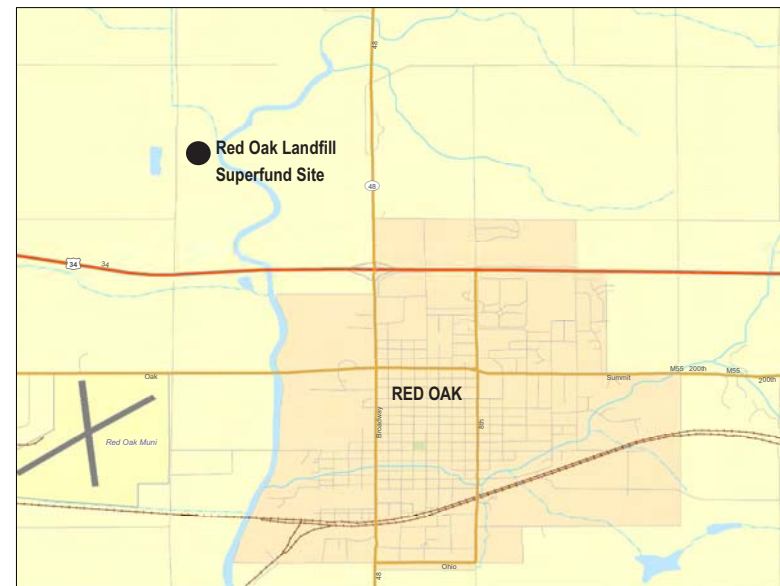 48
Red Oak Landfill
Superfund Site
48
34
34
Oak
RED OAK
Summit
M55
200th
M55
200th
Red Oak Muni
Broadway
8th
Ohio
48